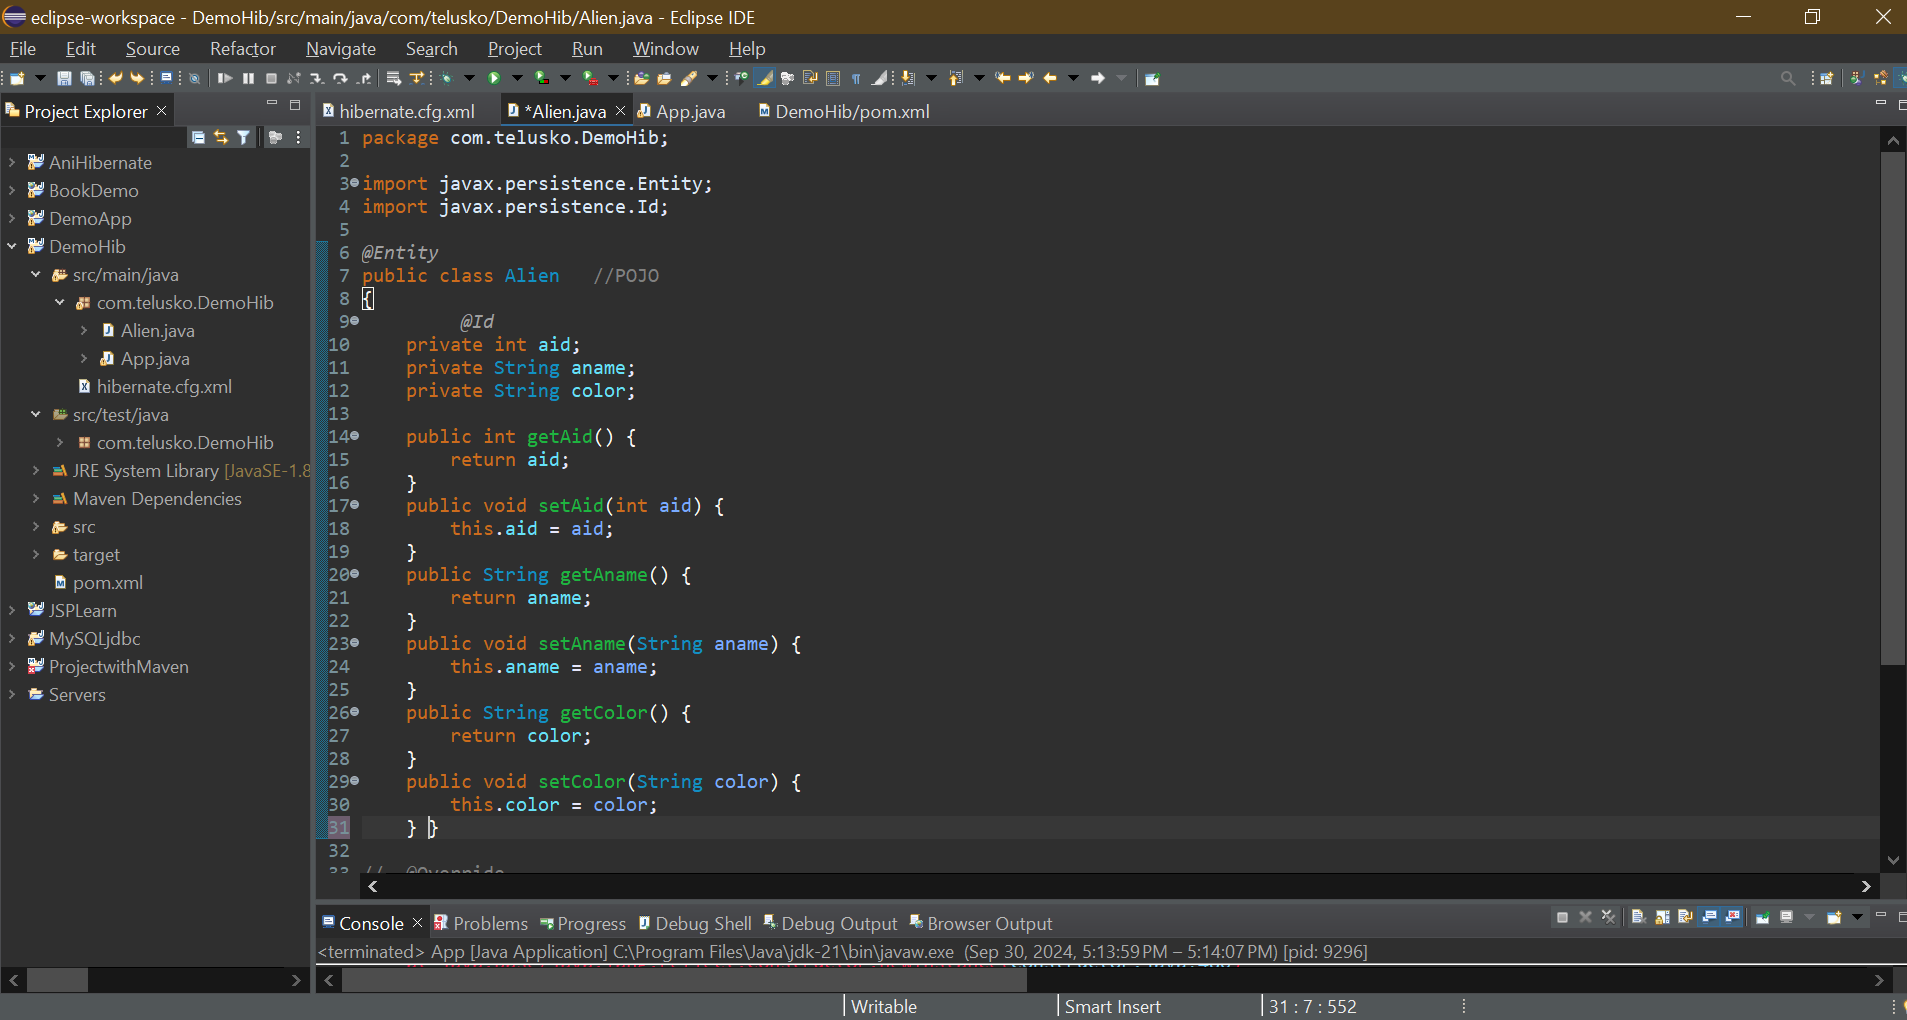 eclipse-workspace - DemoHib/src/main/java/com/telusko/DemoHib/Alien.java - Eclipse IDE
File Edit Source Refactor Navigate Search Project Run Window Help
Project Explorer
hibernate.cfg.xml *Alien.java App.java DemoHib/pom.xml
AniHibernate
BookDemo
DemoApp
DemoHib
src/main/java
com.telusko.DemoHib
Alien.java
App.java
hibernate.cfg.xml
src/test/java
com.telusko.DemoHib
JRE System Library [JavaSE-1.8
Maven Dependencies
src
target
pom.xml
JSPLearn
MySQLjdbc
ProjectwithMaven
Servers
1 package com.telusko.DemoHib;
2
3 import javax.persistence.Entity;
4 import javax.persistence.Id;
5
6 @Entity
7 public class Alien //POJO
8 {
9 @Id
10 private int aid;
11 private String aname;
12 private String color;
13
14 public int getAid() {
15 return aid;
16 }
17 public void setAid(int aid) {
18 this.aid = aid;
19 }
20 public String getAname() {
21 return aname;
22 }
23 public void setAname(String aname) {
24 this.aname = aname;
25 }
26 public String getColor() {
27 return color;
28 }
29 public void setColor(String color) {
30 this.color = color;
31 } }
32
33 // @Override
Console Problems Progress Debug Shell Debug Output Browser Output
<terminated> App [Java Application] C:\Program Files\Java\jdk-21\bin\javaw.exe (Sep 30, 2024, 5:13:59 PM – 5:14:07 PM) [pid: 9296]
Writable Smart Insert 31 : 7 : 552